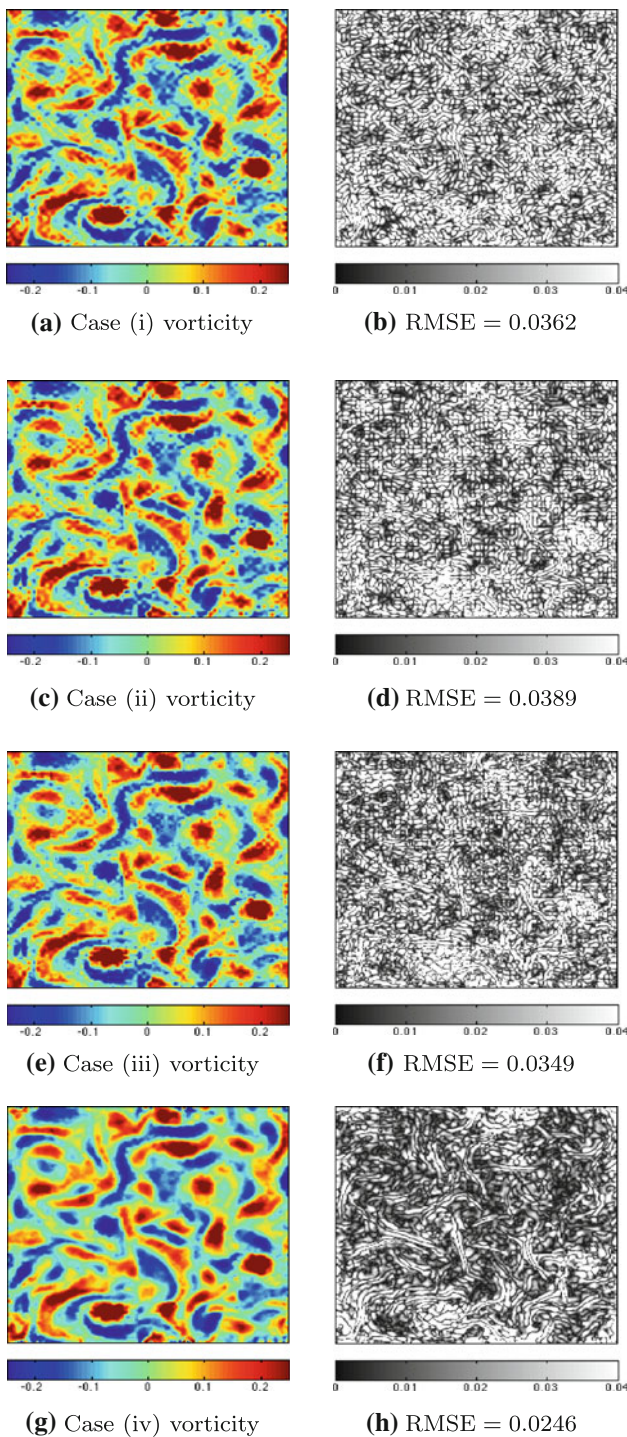 -0.2 -0.1 0 0.1 0.2
0 0.01 0.02 0.03 0.04
(a) Case (i) vorticity
(b) RMSE = 0.0362
-0.2 -0.1 0 0.1 0.2
0 0.01 0.02 0.03 0.04
(c) Case (ii) vorticity
(d) RMSE = 0.0389
-0.2 -0.1 0 0.1 0.2
0 0.01 0.02 0.03 0.04
(e) Case (iii) vorticity
(f) RMSE = 0.0349
-0.2 -0.1 0 0.1 0.2
0 0.01 0.02 0.03 0.04
(g) Case (iv) vorticity
(h) RMSE = 0.0246